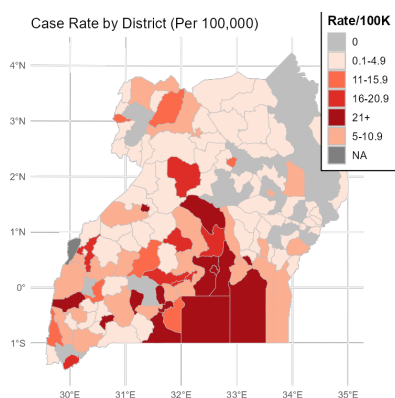 Case Rate by District (Per 100,000)
Rate/100K
0
0.1-4.9
11-15.9
16-20.9
21+
5-10.9
NA
4°N
3°N
2°N
1°N
0°
1°S
30°E 31°E 32°E 33°E 34°E 35°E